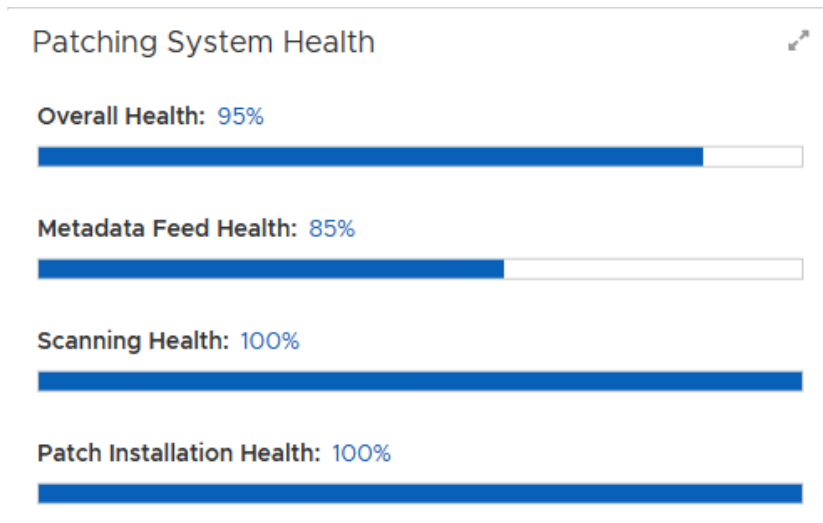 Patching System Health
Overall Health: 95%
Metadata Feed Health: 85%
Scanning Health: 100%
Patch Installation Health: 100%